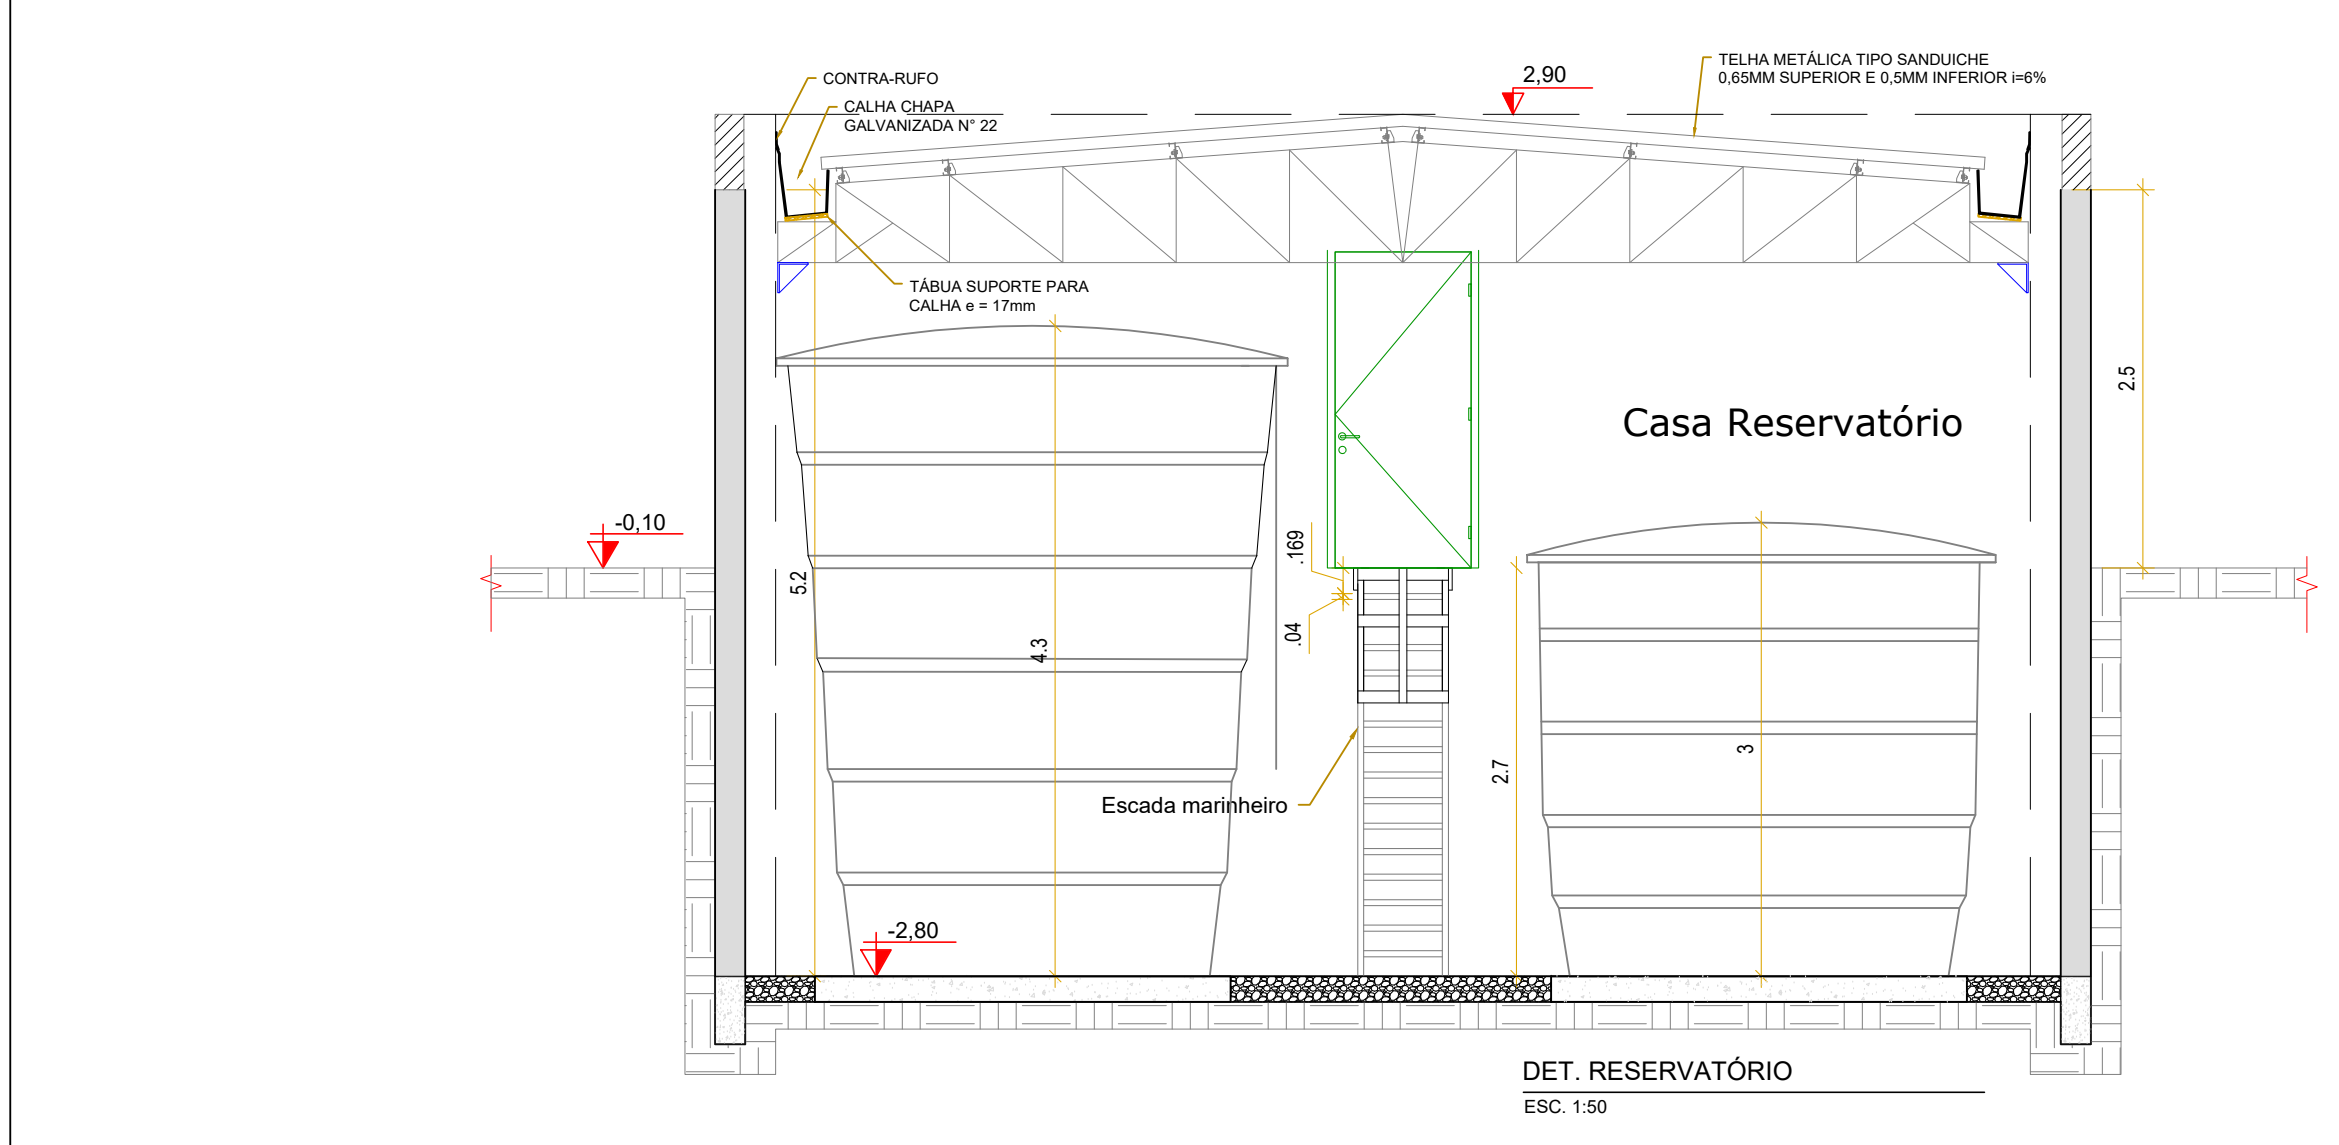 CONTRA-RUFO
CALHA CHAPA
GALVANIZADA N° 22
2,90
TELHA METÁLICA TIPO SANDUICHE
0,65MM SUPERIOR E 0,5MM INFERIOR i=6%
TÁBUA SUPORTE PARA
CALHA e = 17mm
2.5
Casa Reservatório
-0,10
.169
5.2
4.3
.04
2.7
3
Escada marinheiro
-2,80
DET. RESERVATÓRIO
ESC. 1:50